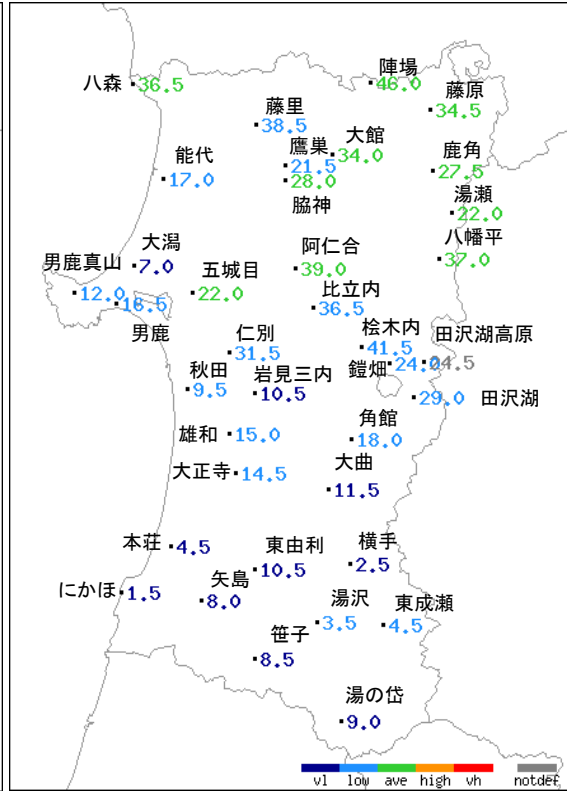 陣場
46.0
八森
36.5
藤原
34.5
藤里
38.5
大館
34.0
鷹巣
21.5
28.0
脇神
能代
17.0
鹿角
27.5
湯瀬
22.0
八幡平
37.0
大潟
7.0
男鹿真山
12.0
16.5
男鹿
五城目
22.0
阿仁合
39.0
比立内
36.5
仁別
31.5
桧木内
41.5
田沢湖高原
鎧畑
24.0
29.0
田沢湖
秋田
9.5
岩見三内
10.5
雄和
15.0
角館
18.0
大正寺
14.5
大曲
11.5
本荘
4.5
東由利
10.5
横手
2.5
にかほ
1.5
矢島
8.0
湯沢
3.5
東成瀬
4.5
笹子
8.5
湯の岱
9.0
vl low ave high vh notdef